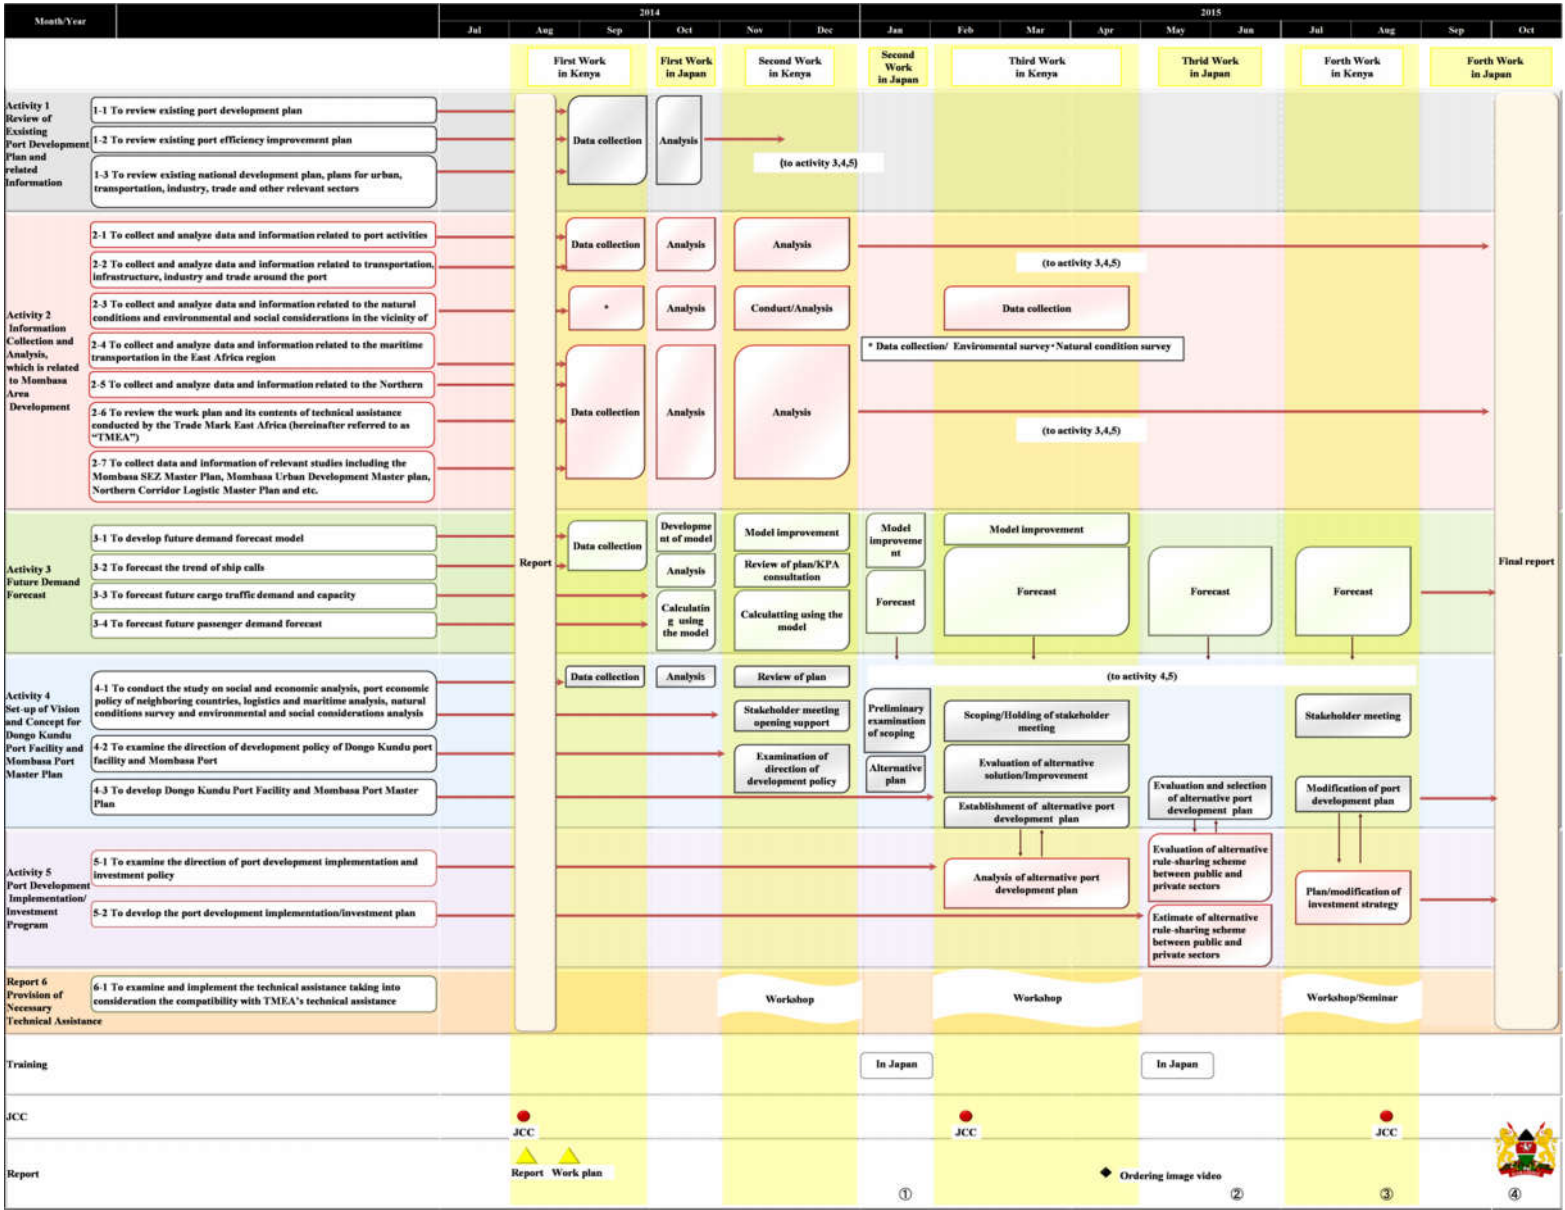 Month/Year
2014
2015
Jul Aug Sep Oct Nov Dec Jan Feb Mar Apr May Jun Jul Aug Sep Oct
First Work
in Kenya
First Work
in Japan
Second Work
in Kenya
Second
Work
in Japan
Third Work
in Kenya
Thrid Work
in Japan
Forth Work
in Kenya
Forth Work
in Japan
Activity 1
Review of
Exsisting
Port Development
Plan and
related
Information
1-1 To review existing port development plan
1-2 To review existing port efficiency improvement plan
1-3 To review existing national development plan, plans for urban,
transportation, industry, trade and other relevant sectors
Data collection
Analysis
(to activity 3,4,5)
Activity 2
Information
Collection and
Analysis,
which is related
to Mombasa
Area
Development
2-1 To collect and analyze data and information related to port activities
2-2 To collect and analyze data and information related to transportation,
infrastructure, industry and trade around the port
2-3 To collect and analyze data and information related to the natural
conditions and environmental and social considerations in the vicinity of
2-4 To collect and analyze data and information related to the maritime
transportation in the East Africa region
2-5 To collect and analyze data and information related to the Northern
2-6 To review the work plan and its contents of technical assistance
conducted by the Trade Mark East Africa (hereinafter referred to as
“TMEA”)
2-7 To collect data and information of relevant studies including the
Mombasa SEZ Master Plan, Mombasa Urban Development Master plan,
Northern Corridor Logistic Master Plan and etc.
Data collection
Analysis
Analysis
(to activity 3,4,5)
*
Analysis
Conduct/Analysis
Data collection
* Data collection/ Enviromental survey・Natural condition survey
Data collection
Analysis
Analysis
(to activity 3,4,5)
Report
Final report
Activity 3
Future Demand
Forecast
3-1 To develop future demand forecast model
3-2 To forecast the trend of ship calls
3-3 To forecast future cargo traffic demand and capacity
3-4 To forecast future passenger demand forecast
Data collection
Developme
nt of model
Analysis
Calculatin
g using
the model
Model improvement
Review of plan/KPA
consultation
Calculatting using the
model
Model
improveme
nt
Forecast
Model improvement
Forecast
Forecast
Forecast
(to activity 4,5)
Activity 4
Set-up of Vision
and Concept for
Dongo Kundu
Port Facility and
Mombasa Port
Master Plan
4-1 To conduct the study on social and economic analysis, port economic
policy of neighboring countries, logistics and maritime analysis, natural
conditions survey and environmental and social considerations analysis
4-2 To examine the direction of development policy of Dongo Kundu port
facility and Mombasa Port
4-3 To develop Dongo Kundu Port Facility and Mombasa Port Master
Plan
Data collection
Analysis
Review of plan
Stakeholder meeting
opening support
Examination of
direction of
development policy
Preliminary
examination
of scoping
Alternative
plan
Scoping/Holding of stakeholder
meeting
Evaluation of alternative
solution/Improvement
Establishment of alternative port
development plan
Evaluation and selection
of alternative port
development plan
Stakeholder meeting
Modification of port
development plan
Activity 5
Port Development
Implementation/
Investment
Program
5-1 To examine the direction of port development implementation and
investment policy
5-2 To develop the port development implementation/investment plan
Analysis of alternative port
development plan
Evaluation of alternative
rule-sharing scheme
between public and
private sectors
Estimate of alternative
rule-sharing scheme
between public and
private sectors
Plan/modification of
investment strategy
Report 6
Provision of
Necessary
Technical Assistance
6-1 To examine and implement the technical assistance taking into
consideration the compatibility with TMEA's technical assistance
Workshop
Workshop
Workshop/Seminar
Training
In Japan
In Japan
JCC
JCC
JCC
JCC
Report
Report Work plan
Ordering image video
① ② ③ ④